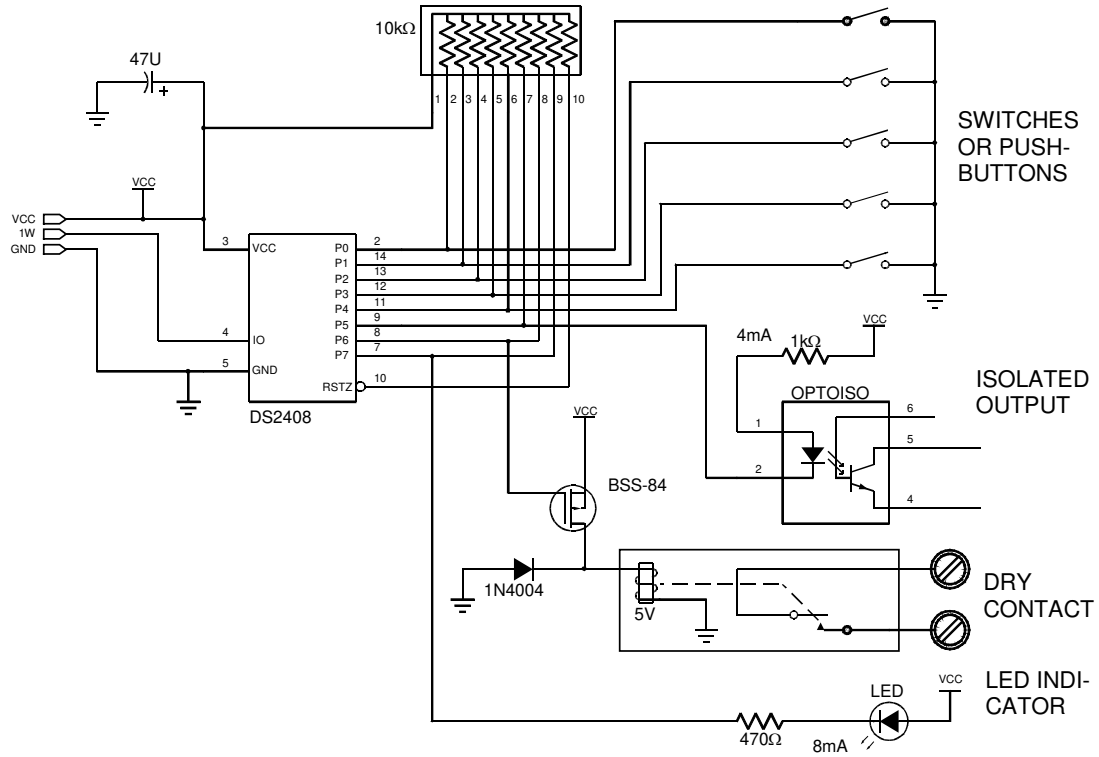 10kΩ
47U
+
1 2 3 4 5 6 7 8 9 10
SWITCHES
OR PUSH-
BUTTONS
VCC
VCC
1W
GND
3 VCC
P0 2
P1 14
P2 13
P3 12
P4 11
P5 9
P6 8
P7 7
4 IO
5 GND
RSTZ 10
DS2408
VCC
4mA
1kΩ
OPTOISO
ISOLATED
OUTPUT
1
2
6
5
4
VCC
BSS-84
1N4004
5V
DRY
CONTACT
VCC
LED
LED INDI-
CATOR
470Ω
8mA